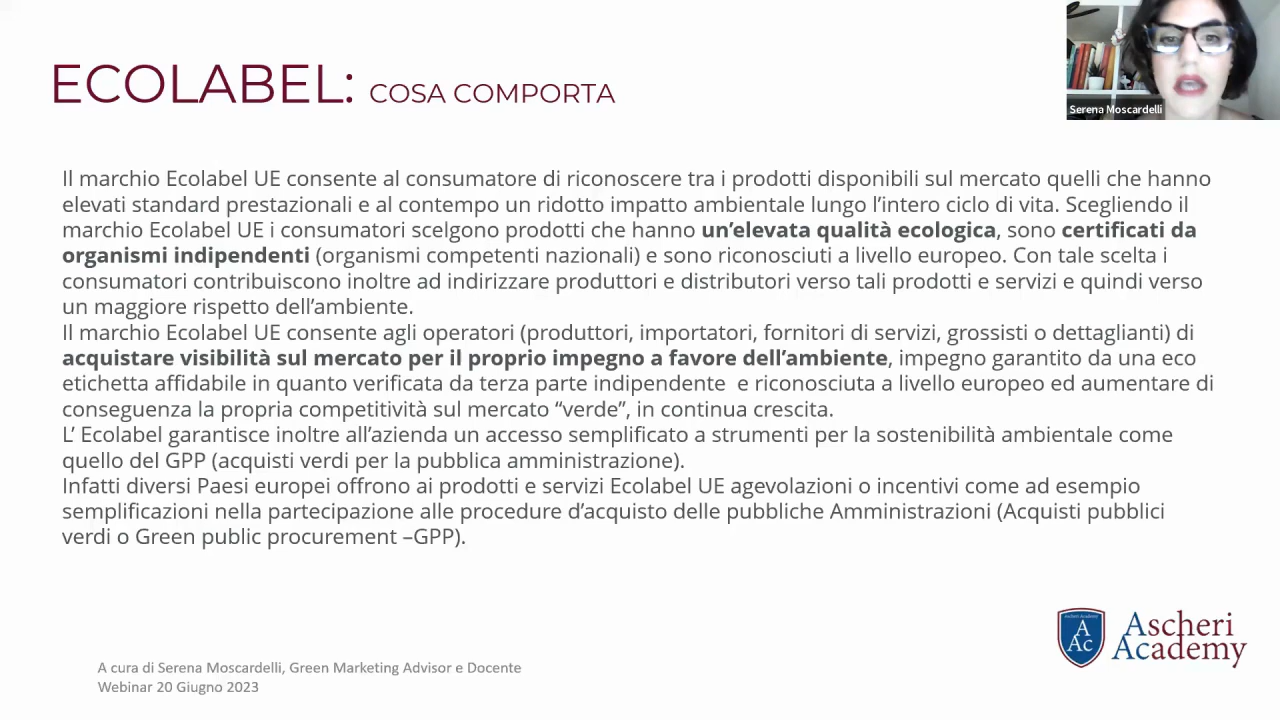 ECOLABEL: COSA COMPORTA
Serena Moscardelli
Il marchio Ecolabel UE consente al consumatore di riconoscere tra i prodotti disponibili sul mercato quelli che hanno
elevati standard prestazionali e al contempo un ridotto impatto ambientale lungo l’intero ciclo di vita. Scegliendo il
marchio Ecolabel UE i consumatori scelgono prodotti che hanno un’elevata qualità ecologica, sono certificati da
organismi indipendenti (organismi competenti nazionali) e sono riconosciuti a livello europeo. Con tale scelta i
consumatori contribuiscono inoltre ad indirizzare produttori e distributori verso tali prodotti e servizi e quindi verso
un maggiore rispetto dell’ambiente.
Il marchio Ecolabel UE consente agli operatori (produttori, importatori, fornitori di servizi, grossisti o dettaglianti) di
acquistare visibilità sul mercato per il proprio impegno a favore dell’ambiente, impegno garantito da una eco
etichetta affidabile in quanto verificata da terza parte indipendente  e riconosciuta a livello europeo ed aumentare di
conseguenza la propria competitività sul mercato “verde”, in continua crescita.
L’ Ecolabel garantisce inoltre all’azienda un accesso semplificato a strumenti per la sostenibilità ambientale come
quello del GPP (acquisti verdi per la pubblica amministrazione).
Infatti diversi Paesi europei offrono ai prodotti e servizi Ecolabel UE agevolazioni o incentivi come ad esempio
semplificazioni nella partecipazione alle procedure d’acquisto delle pubbliche Amministrazioni (Acquisti pubblici
verdi o Green public procurement –GPP).
Ascheri Academy
A
Ac
Ascheri
Academy
A cura di Serena Moscardelli, Green Marketing Advisor e Docente
Webinar 20 Giugno 2023